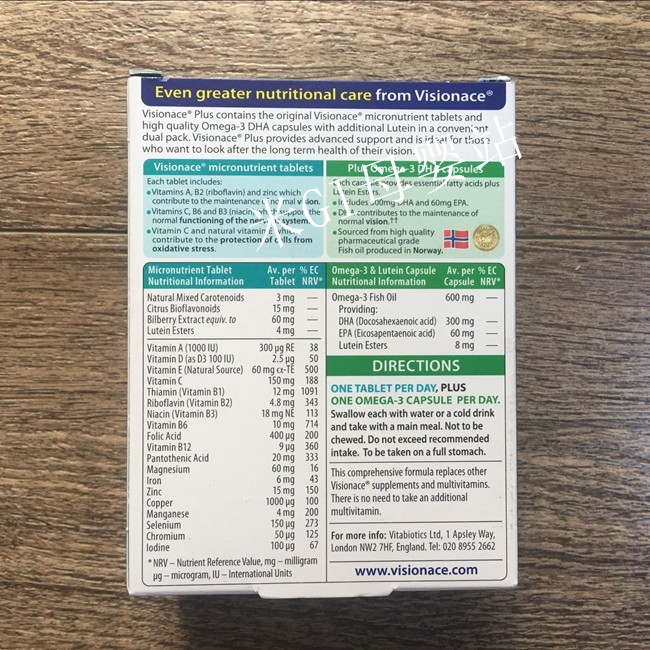 Even greater nutritional care from Visionace®
Visionace® Plus contains the original Visionace® micronutrient tablets and
high quality Omega-3 DHA capsules with additional Lutein in a convenient
dual pack. Visionace® Plus provides advanced support and is ideal for those
who want to look after the long term health of their vision.
Visionace® micronutrient tablets
Each tablet includes:
•Vitamins A, B2 (riboflavin) and zinc which
contribute to the maintenance of vision.
•Vitamins C, B6 and B3 (niacin) support the
normal functioning of the nervous system.
•Vitamin C and natural vitamin E which
contribute to the protection of cells from
oxidative stress.
Plus Omega-3 DHA capsules
Each capsule provides essential fatty acids plus
Lutein Esters.
•Includes 300mg DHA and 60mg EPA.
•DHA contributes to the maintenance of
normal vision.††
•Sourced from high quality
pharmaceutical grade
Fish oil produced in Norway.
米GI母婴站
Micronutrient Tablet Av. per % EC
Nutritional Information Tablet NRV*
Natural Mixed Carotenoids 3 mg —
Citrus Bioflavonoids 15 mg —
Bilberry Extract equiv. to 60 mg —
Lutein Esters 4 mg —
Vitamin A (1000 IU) 300 µg RE 38
Vitamin D (as D3 100 IU) 2.5 µg 50
Vitamin E (Natural Source) 60 mg α-TE 500
Vitamin C 150 mg 188
Thiamin (Vitamin B1) 12 mg 1091
Riboflavin (Vitamin B2) 4.8 mg 343
Niacin (Vitamin B3) 18 mg NE 113
Vitamin B6 10 mg 714
Folic Acid 400 µg 200
Vitamin B12 9 µg 360
Pantothenic Acid 20 mg 333
Magnesium 60 mg 16
Iron 6 mg 43
Zinc 15 mg 150
Copper 1000 µg 100
Manganese 4 mg 200
Selenium 150 µg 273
Chromium 50 µg 125
Iodine 100 µg 67
* NRV – Nutrient Reference Value, mg – milligram
µg – microgram, IU – International Units
Omega-3 & Lutein Capsule Av. per % EC
Nutritional Information Capsule NRV*
Omega-3 Fish Oil 600 mg —
Providing:
DHA (Docosahexaenoic acid) 300 mg —
EPA (Eicosapentaenoic acid) 60 mg —
Lutein Esters 8 mg —
DIRECTIONS
ONE TABLET PER DAY, PLUS
ONE OMEGA-3 CAPSULE PER DAY.
Swallow each with water or a cold drink
and take with a main meal. Not to be
chewed. Do not exceed recommended
intake. To be taken on a full stomach.
This comprehensive formula replaces other
Visionace® supplements and multivitamins.
There is no need to take an additional
multivitamin.
For more info: Vitabiotics Ltd, 1 Apsley Way,
London NW2 7HF, England. Tel: 020 8955 2662
www.visionace.com